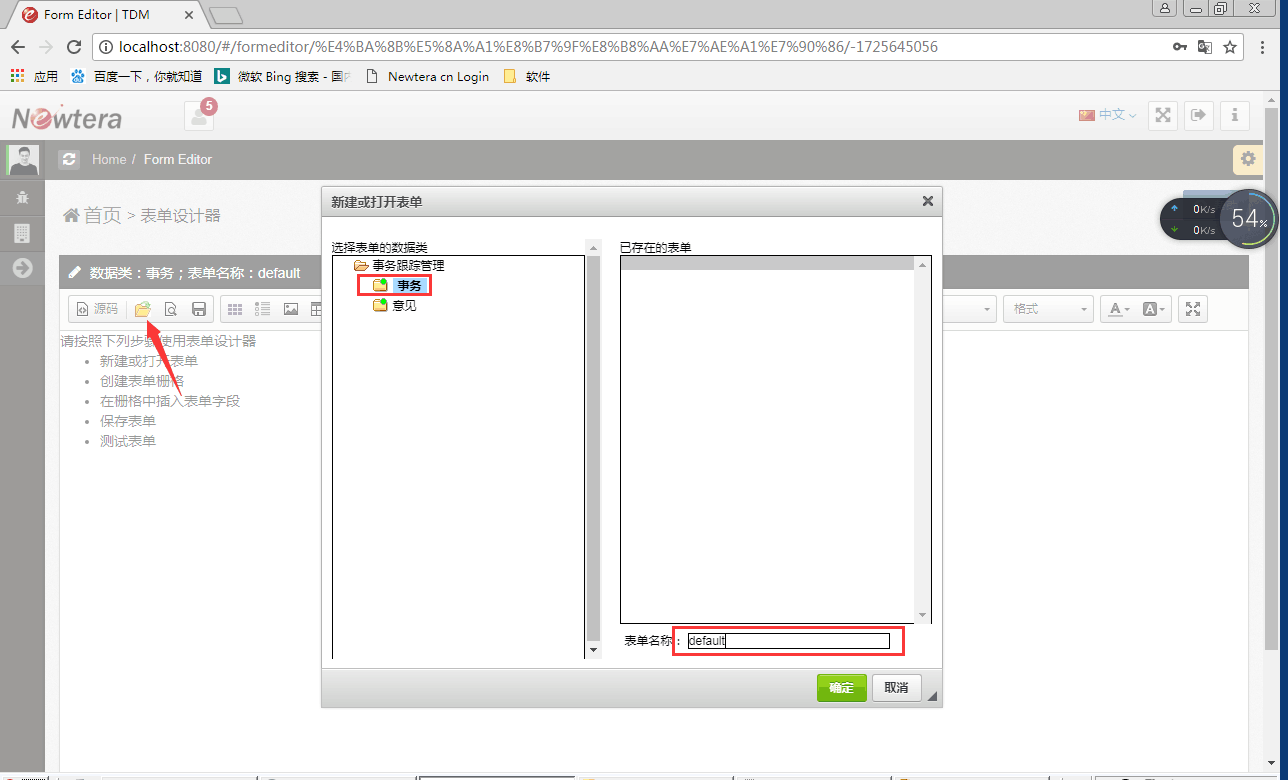 Form Editor | TDM
localhost:8080/#/formeditor/%E4%BA%8B%E5%8A%A1%E8%B7%9F%E8%B8%AA%E7%AE%A1%E7%90%86/-1725645056
应用 百度一下，你就知道 微软 Bing 搜索 - 国 Newtera cn Login 软件
Newtera 5 中文
Home / Form Editor
首页 > 表单设计器
0K/s
0K/s
54%
数据类：事务；表单名称：default
源码 格式
请按照下列步骤使用表单设计器
新建或打开表单
创建表单栅格
在栅格中插入表单字段
保存表单
测试表单
新建或打开表单
选择表单的数据类
事务跟踪管理
事务
意见
已存在的表单
表单名称： default
确定 取消